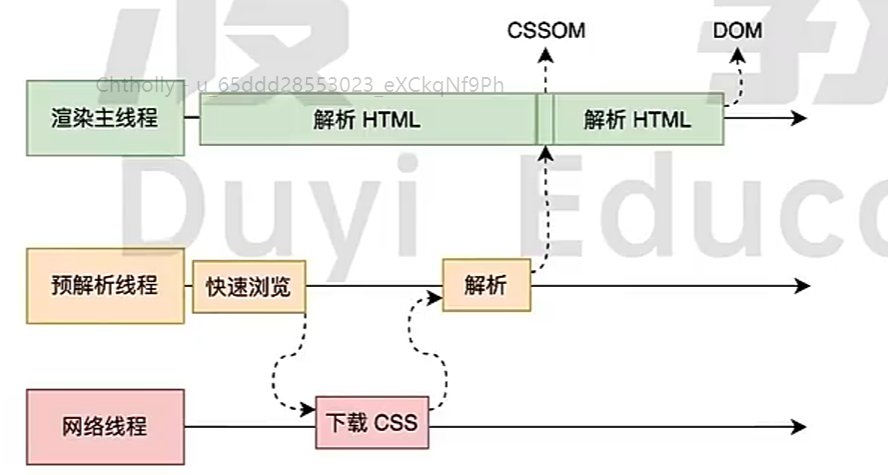 CSSOM
DOM
Chtholly - u_65ddd28553023_eXCkqNf9Ph
渲染主线程
解析 HTML
解析 HTML
Duyi Educa
预解析线程
快速浏览
解析
网络线程
下载 CSS